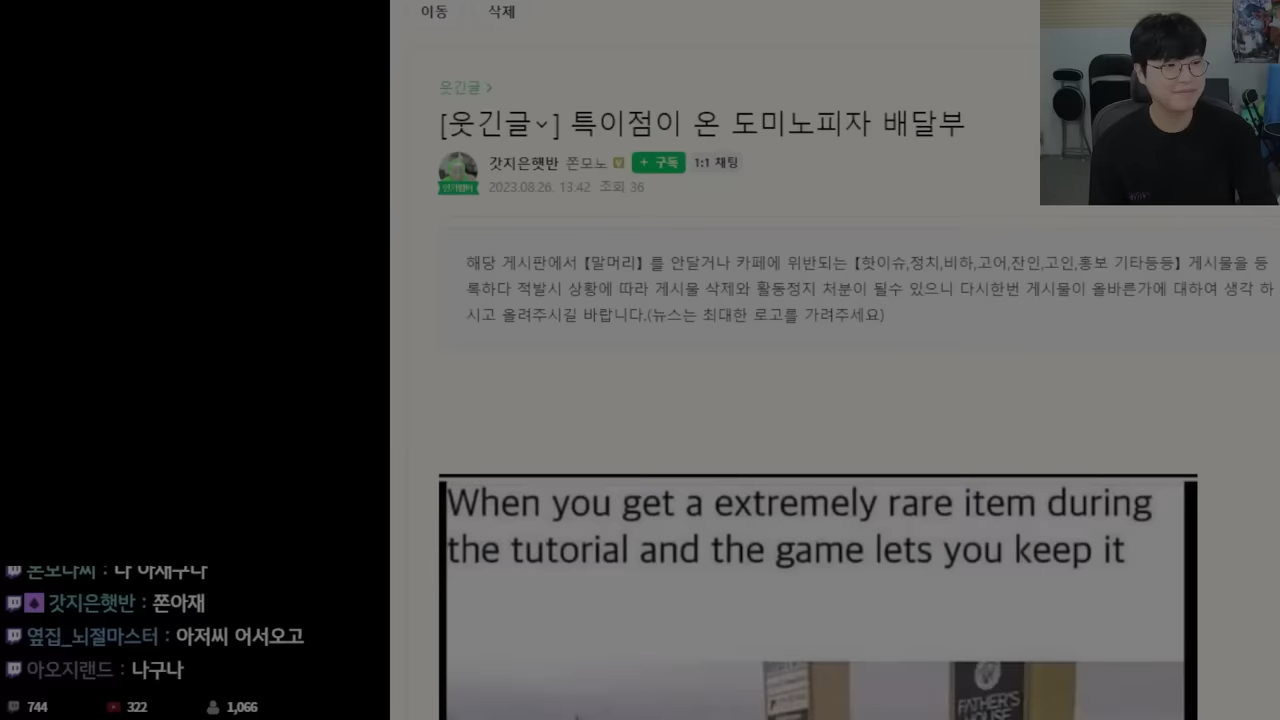 이동 삭제
웃긴글 >
[웃긴글⌄] 특이점이 온 도미노피자 배달부
갓지은햇반 쫀모노 + 구독 1:1 채팅
2023.08.26. 13:42 조회 36
해당 게시판에서 【말머리】 를 안달거나 카페에 위반되는 【핫이슈,정치,비하,고어,잔인,고인,홍보 기타등등】 게시물을 등
록하다 적발시 상황에 따라 게시물 삭제와 활동정지 처분이 될수 있으니 다시한번 게시물이 올바른가에 대하여 생각 하
시고 올려주시길 바랍니다.(뉴스는 최대한 로고를 가려주세요)
When you get a extremely rare item during
the tutorial and the game lets you keep it
FATHER'S
HOUSE
갓지은햇반 : 쫀아재
옆집_뇌절마스터 : 아저씨 어서오고
아오지랜드 : 나구나
744 322 1,066